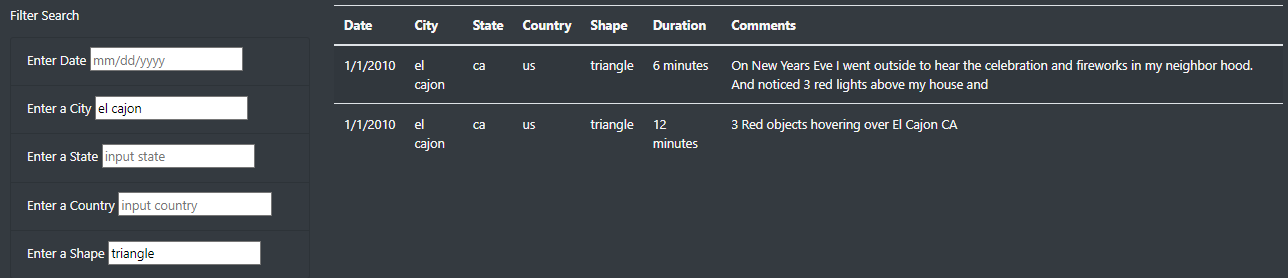 Filter Search
Enter Date mm/dd/yyyy
Enter a City el cajon
Enter a State input state
Enter a Country input country
Enter a Shape triangle
Date City State Country Shape Duration Comments
1/1/2010 el cajon ca us triangle 6 minutes On New Years Eve I went outside to hear the celebration and fireworks in my neighbor hood.
And noticed 3 red lights above my house and
1/1/2010 el cajon ca us triangle 12 minutes 3 Red objects hovering over El Cajon CA